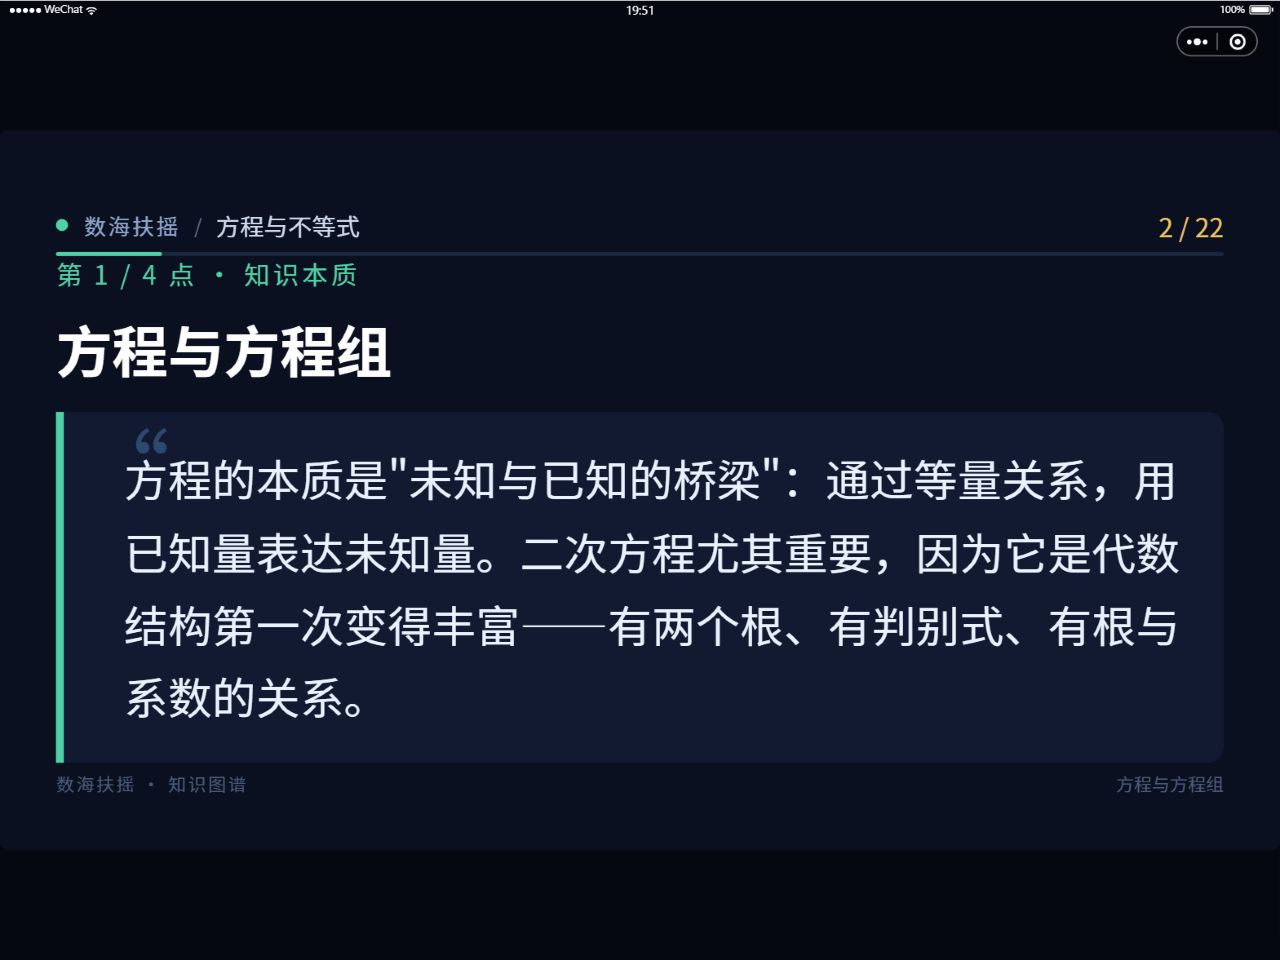 WeChat
19:51
100%
数海扶摇 / 方程与不等式
2 / 22
第 1 / 4 点 · 知识本质
方程与方程组
“
方程的本质是"未知与已知的桥梁"：通过等量关系，用
已知量表达未知量。二次方程尤其重要，因为它是代数
结构第一次变得丰富——有两个根、有判别式、有根与
系数的关系。
数海扶摇 · 知识图谱
方程与方程组